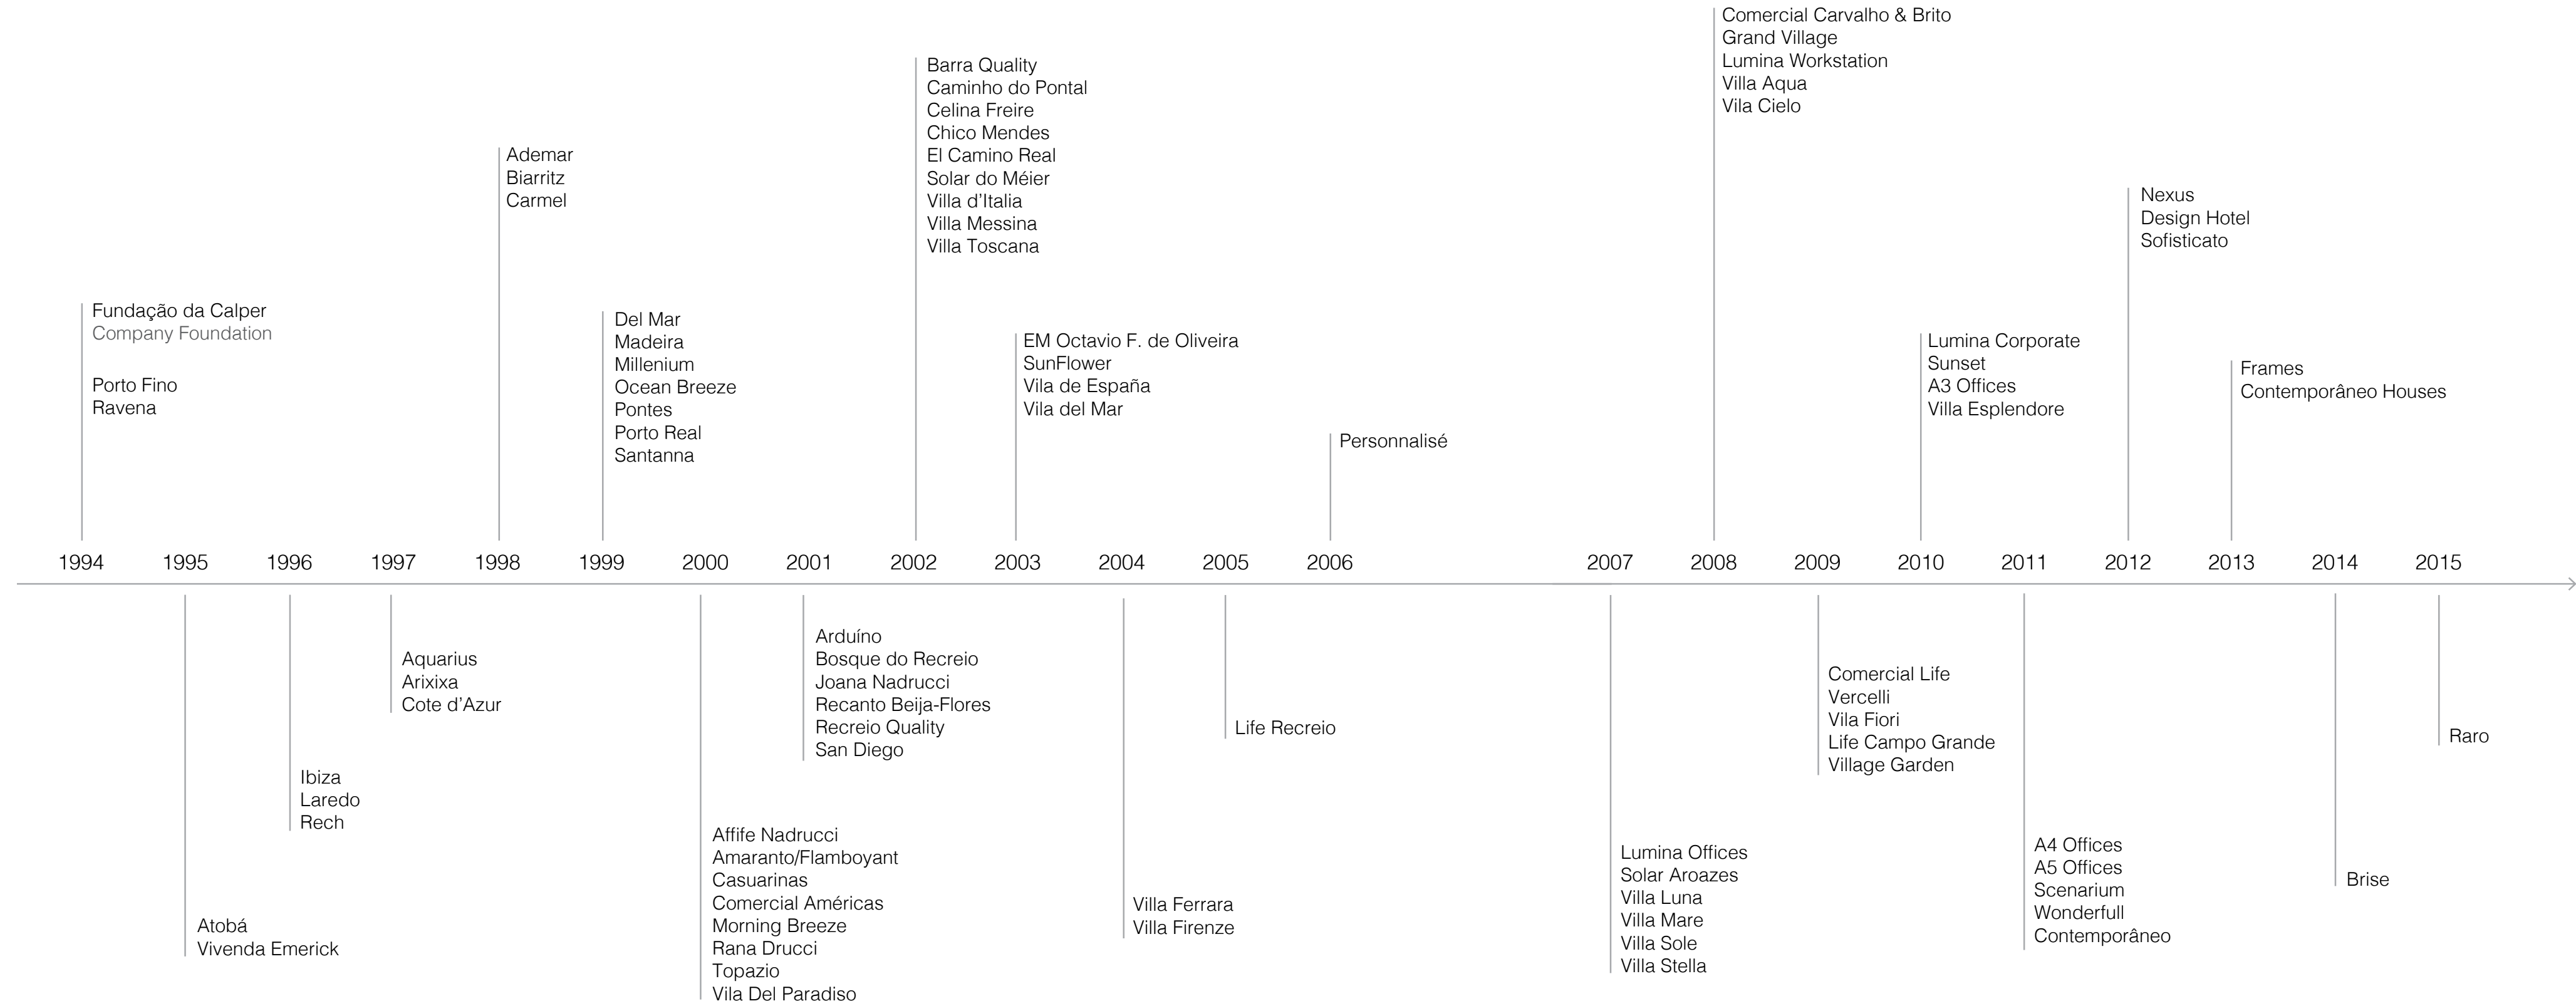 Comercial Carvalho & Brito
Grand Village
Lumina Workstation
Villa Aqua
Vila Cielo
Barra Quality
Caminho do Pontal
Celina Freire
Chico Mendes
El Camino Real
Solar do Méier
Villa d'Italia
Villa Messina
Villa Toscana
Ademar
Biarritz
Carmel
Nexus
Design Hotel
Sofisticato
Fundação da Calper
Company Foundation
Porto Fino
Ravena
Del Mar
Madeira
Millenium
Ocean Breeze
Pontes
Porto Real
Santanna
EM Octavio F. de Oliveira
SunFlower
Vila de España
Vila del Mar
Personnalisé
Lumina Corporate
Sunset
A3 Offices
Villa Esplendore
Frames
Contemporâneo Houses
1994 1995 1996 1997 1998 1999 2000 2001 2002 2003 2004 2005 2006 2007 2008 2009 2010 2011 2012 2013 2014 2015
Atobá
Vivenda Emerick
Ibiza
Laredo
Rech
Aquarius
Arixixa
Cote d'Azur
Affife Nadrucci
Amaranto/Flamboyant
Casuarinas
Comercial Américas
Morning Breeze
Rana Drucci
Topazio
Vila Del Paradiso
Arduíno
Bosque do Recreio
Joana Nadrucci
Recanto Beija-Flores
Recreio Quality
San Diego
Villa Ferrara
Villa Firenze
Life Recreio
Lumina Offices
Solar Aroazes
Villa Luna
Villa Mare
Villa Sole
Villa Stella
Comercial Life
Vercelli
Vila Fiori
Life Campo Grande
Village Garden
A4 Offices
A5 Offices
Scenarium
Wonderfull
Contemporâneo
Brise
Raro